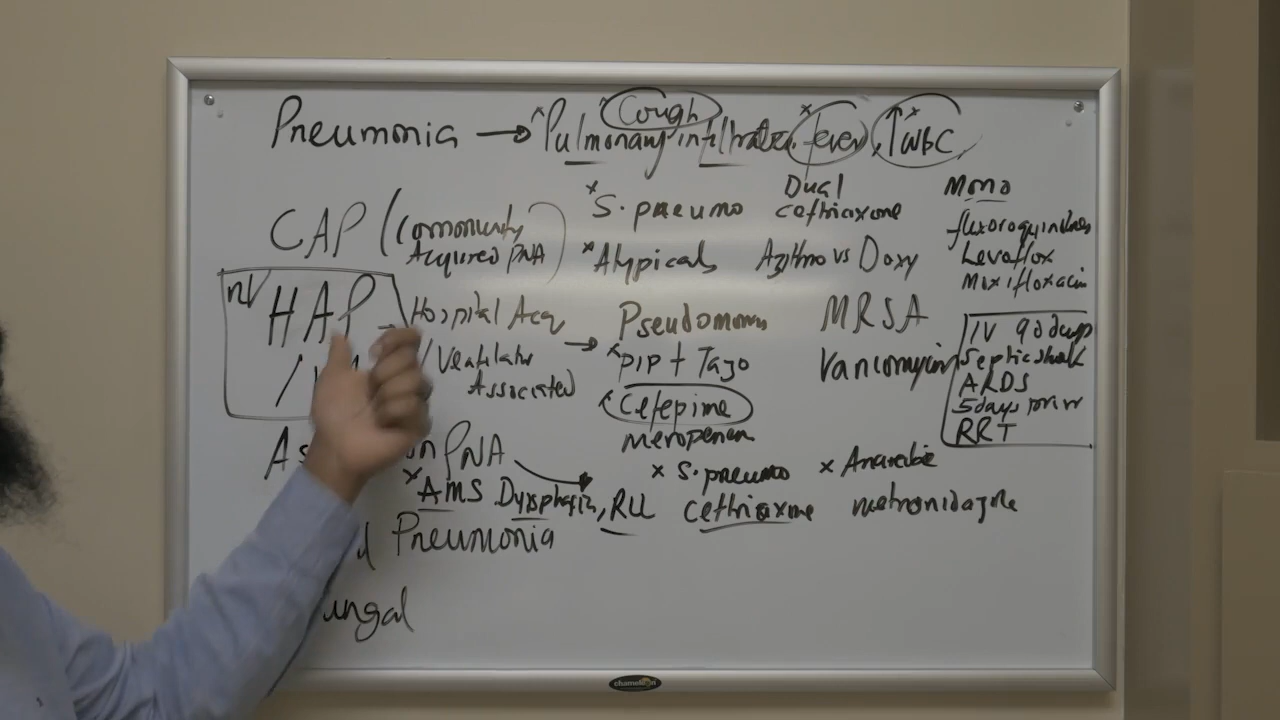 Cough
Pneumonia → Pulmonary infiltrates, fever, ↑WBC
CAP (Community Acquired PNA)
x S. pneumo
Dual
ceftriaxone
x Atypicals
Azithro vs Doxy
Mono
fluoroquinolones
Levoflox
Moxifloxacin
HAP → Hospital Acq
/ Ventilator
Associated
→ Pseudomonas
x PIP + Tazo
Cefepime
meropenem
MRSA
Vancomycin
IV 90 days
Septic shock
ARDS
5 days prior
RRT
PNA
x AMS Dysphagia, RLL
x S. pneumo
ceftriaxone
x Anaerobic
metronidazole
Pneumonia
ungal
chameleon